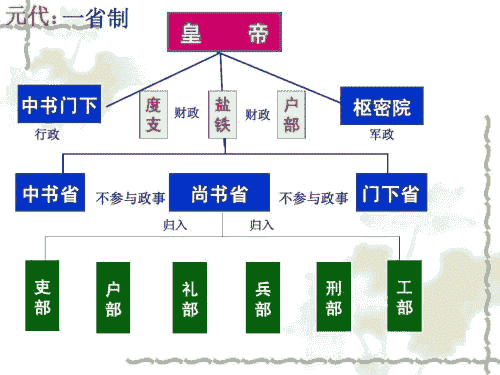 元代：一省制
皇 帝
中书门下 度支 财政 盐铁 财政 户部 枢密院
行政 军政
中书省 不参与政事 尚书省 不参与政事 门下省
归入 归入
吏部 户部 礼部 兵部 刑部 工部